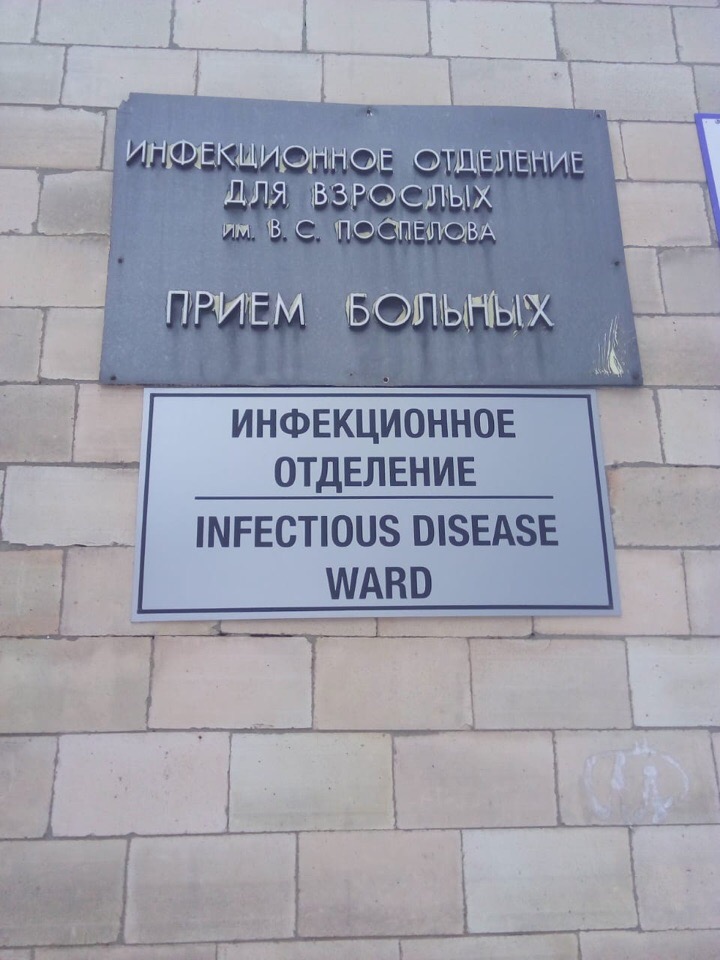 ИНФЕКЦИОННОЕ ОТДЕЛЕНИЕ
ДЛЯ ВЗРОСЛЫХ
им. В. С. ПОСПЕЛОВА
ПРИЕМ БОЛЬНЫХ
ИНФЕКЦИОННОЕ
ОТДЕЛЕНИЕ
INFECTIOUS DISEASE
WARD